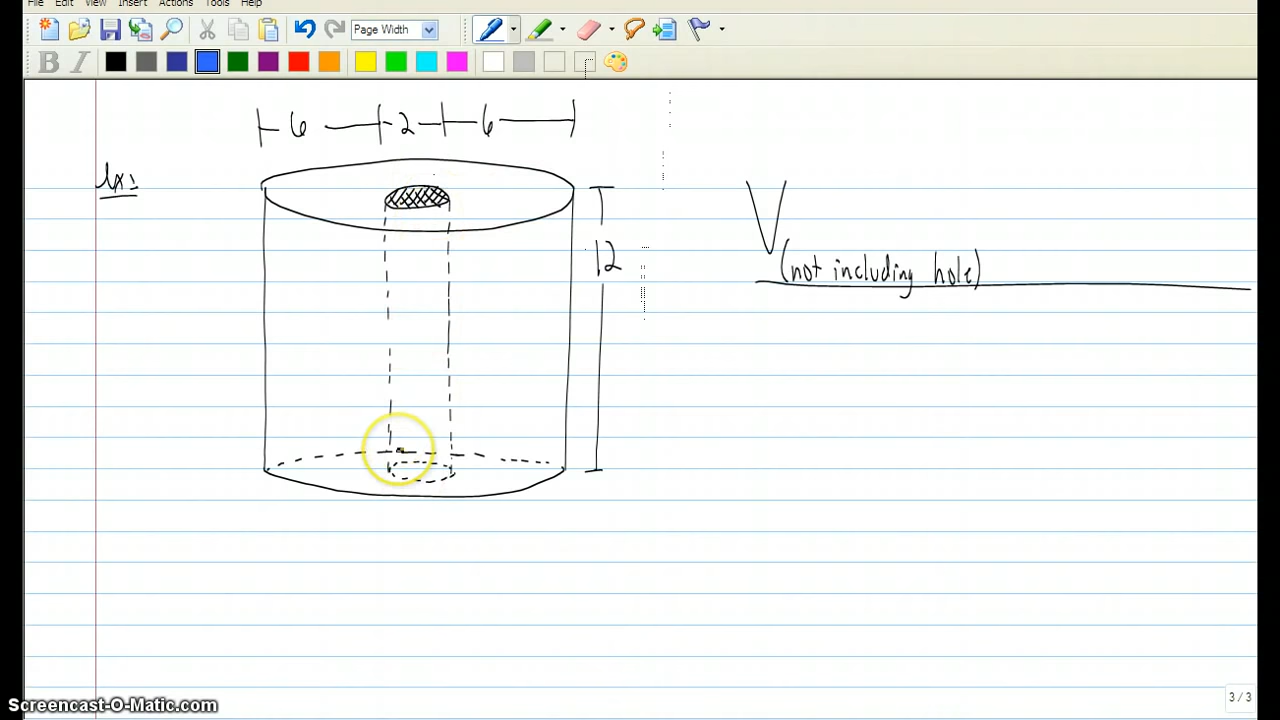 File Edit View Insert Actions Tools Help
Page Width
B I
6 2 6
Ex:
12
V
(not including hole)
3 / 3
Screencast-O-Matic.com